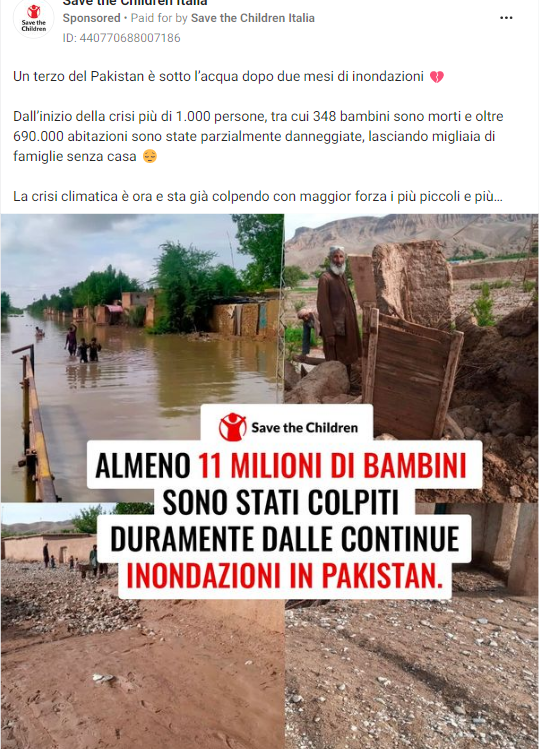 Save the Children Italia
Sponsored • Paid for by Save the Children Italia
ID: 440770688007186
Save the
Children
Un terzo del Pakistan è sotto l'acqua dopo due mesi di inondazioni 💔
Dall'inizio della crisi più di 1.000 persone, tra cui 348 bambini sono morti e oltre
690.000 abitazioni sono state parzialmente danneggiate, lasciando migliaia di
famiglie senza casa 😔
La crisi climatica è ora e sta già colpendo con maggior forza i più piccoli e più...
Save the Children
ALMENO 11 MILIONI DI BAMBINI
SONO STATI COLPITI
DURAMENTE DALLE CONTINUE
INONDAZIONI IN PAKISTAN.